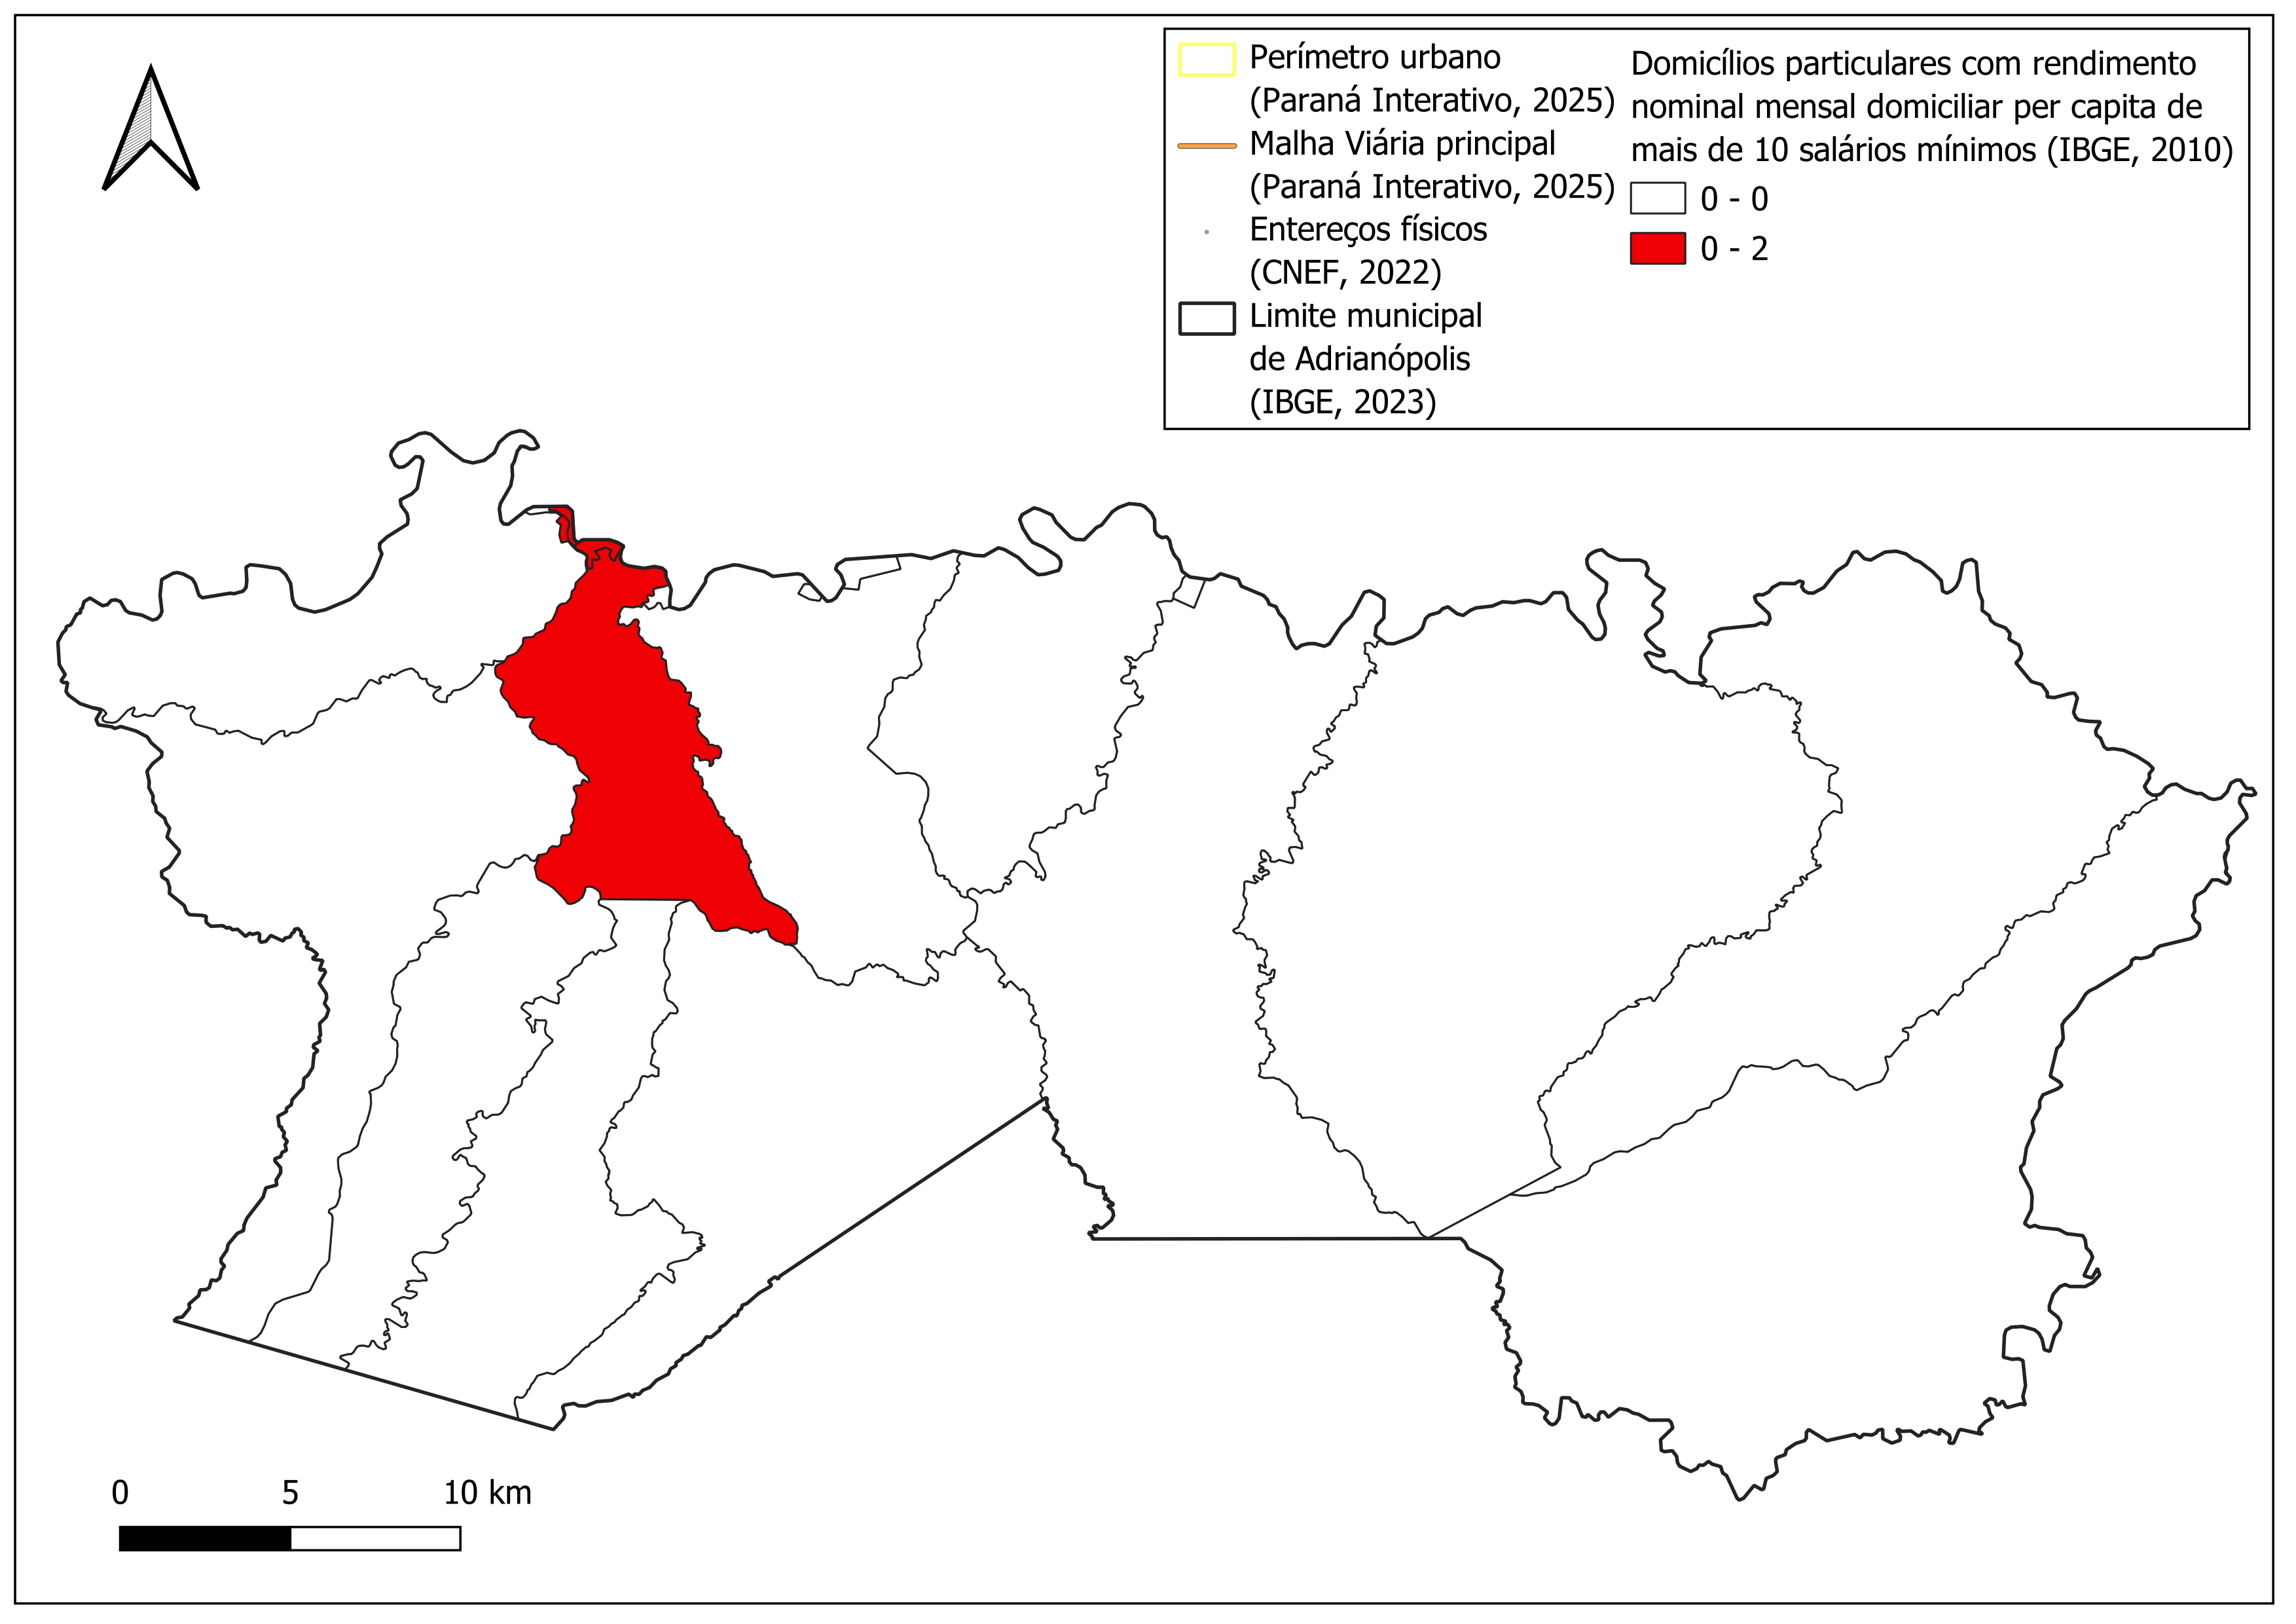 Perímetro urbano
(Paraná Interativo, 2025)
Malha Viária principal
(Paraná Interativo, 2025)
Entereços físicos
(CNEF, 2022)
Limite municipal
de Adrianópolis
(IBGE, 2023)
Domicílios particulares com rendimento
nominal mensal domiciliar per capita de
mais de 10 salários mínimos (IBGE, 2010)
0 - 0
0 - 2
0 5 10 km